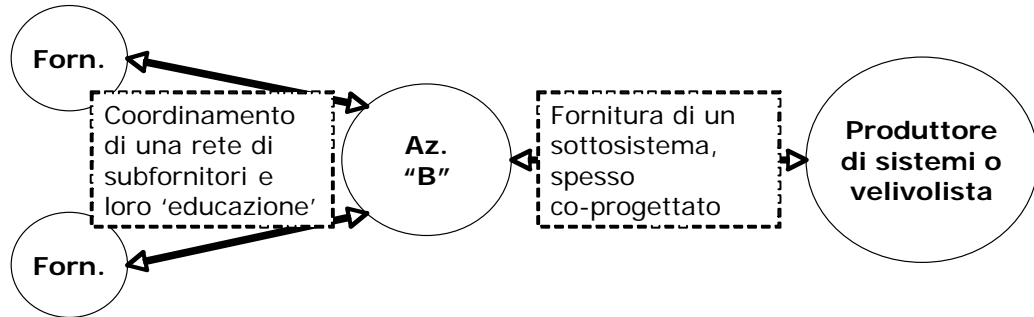 Forn.
Coordinamento
di una rete di
subfornitori e
loro ‘educazione’
Forn.
Az.
“B”
Fornitura di un
sottosistema,
spesso
co-progettato
Produttore
di sistemi o
velivolista